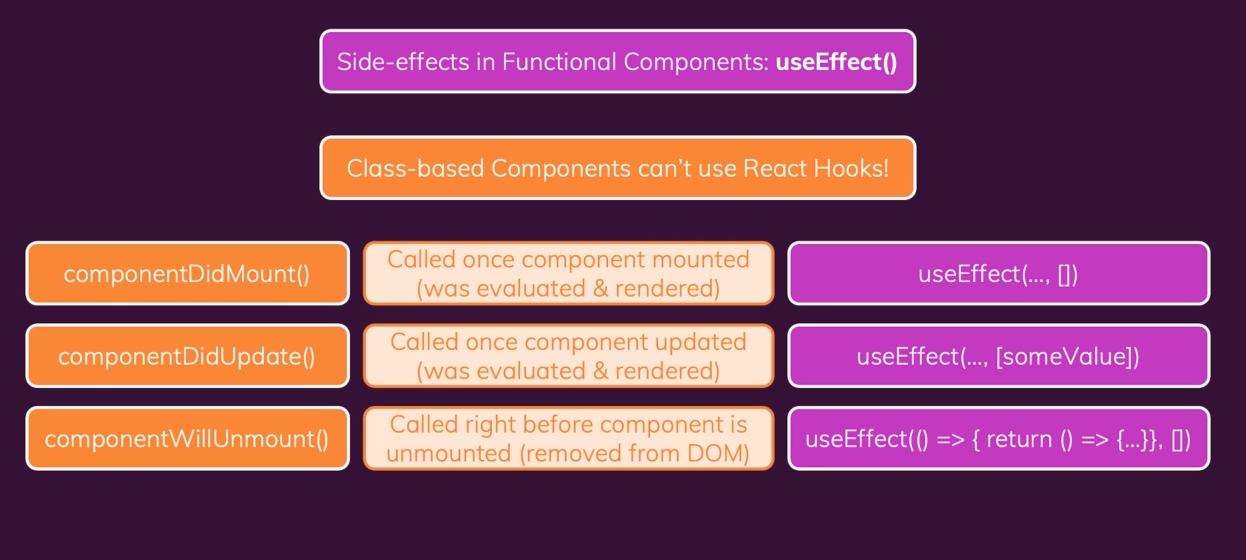 Side-effects in Functional Components: useEffect()
Class-based Components can’t use React Hooks!
componentDidMount()
Called once component mounted
(was evaluated & rendered)
useEffect(..., [])
componentDidUpdate()
Called once component updated
(was evaluated & rendered)
useEffect(..., [someValue])
componentWillUnmount()
Called right before component is
unmounted (removed from DOM)
useEffect(() => { return () => {...}}, [])